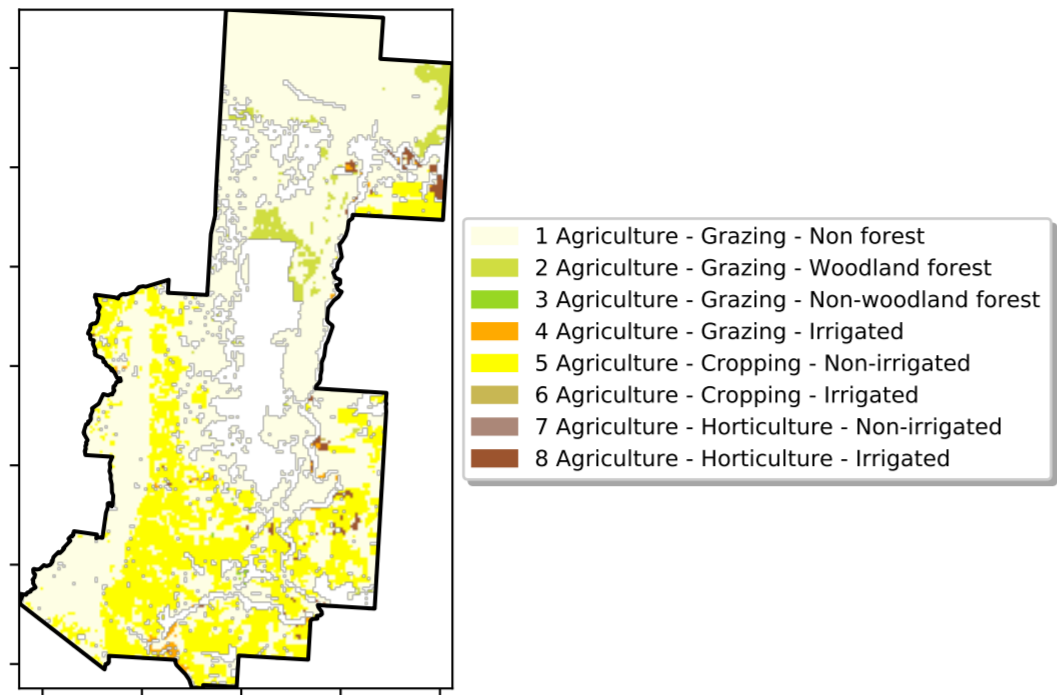 1 Agriculture - Grazing - Non forest
2 Agriculture - Grazing - Woodland forest
3 Agriculture - Grazing - Non-woodland forest
4 Agriculture - Grazing - Irrigated
5 Agriculture - Cropping - Non-irrigated
6 Agriculture - Cropping - Irrigated
7 Agriculture - Horticulture - Non-irrigated
8 Agriculture - Horticulture - Irrigated